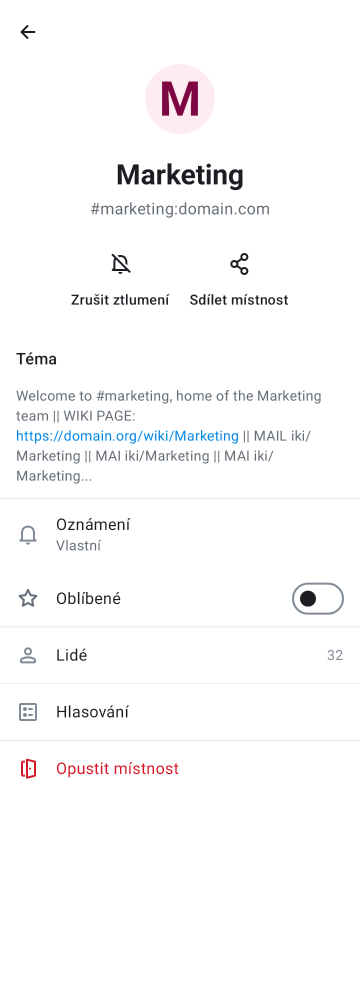 M
Marketing
#marketing:domain.com
Zrušit ztlumení
Sdílet místnost
Téma
Welcome to #marketing, home of the Marketing
team || WIKI PAGE:
https://domain.org/wiki/Marketing || MAIL iki/
Marketing || MAI iki/Marketing || MAI iki/
Marketing...
Oznámení
Vlastní
Oblíbené
Lidé 32
Hlasování
Opustit místnost